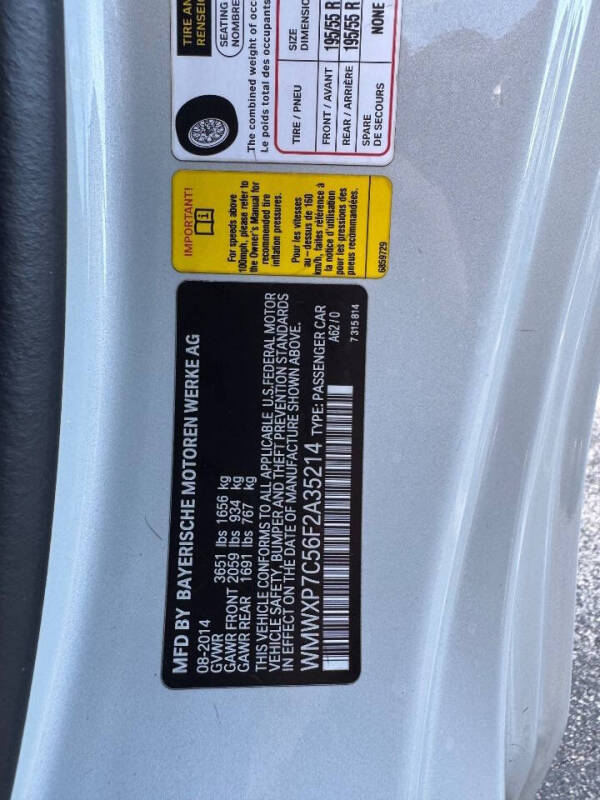 TIRE AN
RENSEI
SEATING
NOMBRE
The combined weight of occ
Le poids total des occupants
TIRE / PNEU
SIZE
DIMENSI
FRONT / AVANT
195/55 R
REAR / ARRIÈRE
195/55 R
SPARE
DE SECOURS
NONE
IMPORTANT!
For speeds above
100mph, please refer to
the Owner's Manual for
recommended tire
inflation pressures.
Pour les vitesses
au – dessus de 160
km/h, faites référence à
la notice d'utilisation
pour les pressions des
pneus recommandées.
6859729
MFD BY BAYERISCHE MOTOREN WERKE AG
08-2014
GVWR 3651 lbs 1656 kg
GAWR FRONT 2059 lbs 934 kg
GAWR REAR 1691 lbs 767 kg
THIS VEHICLE CONFORMS TO ALL APPLICABLE U.S.FEDERAL MOTOR
VEHICLE SAFETY, BUMPER AND THEFT PREVENTION STANDARDS
IN EFFECT ON THE DATE OF MANUFACTURE SHOWN ABOVE.
WMWXP7C56F2A35214 TYPE: PASSENGER CAR
A62/0
7 315 814